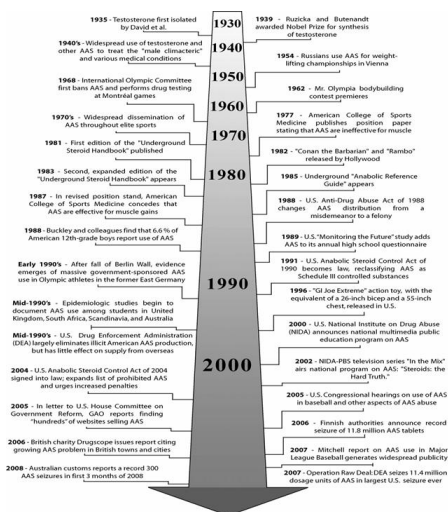 1935 - Testosterone first isolated
by David et al.
1940's - Widespread use of testosterone and
other AAS to treat the "male climacteric"
and various medical conditions
1968 - International Olympic Committee
first bans AAS and performs drug testing
at Montréal games
1970's - Widespread dissemination of
AAS throughout elite sports
1981 - First edition of the "Underground
Steroid Handbook" published
1983 - Second, expanded edition of the
"Underground Steroid Handbook" appears
1987 - In revised position stand, American
College of Sports Medicine concedes that
AAS are effective for muscle gains
1988 - Buckley and colleagues find that 6.6% of
American 12th-grade boys report use of AAS
Early 1990's - After fall of Berlin Wall, evidence
emerges of massive government-sponsored AAS
use in Olympic athletes in the former East Germany
Mid-1990's - Epidemiologic studies begin to
document AAS use among students in United
Kingdom, South Africa, Scandinavia, and Australia
Mid-1990's - U.S. Drug Enforcement Administration
(DEA) largely eliminates illicit American AAS production,
but has little effect on supply from overseas
2004 - U.S. Anabolic Steroid Control Act of 2004
signed into law; expands list of prohibited AAS
and urges increased penalties
2005 - In letter to U.S. House Committee on
Government Reform, GAO reports finding
"hundreds" of websites selling AAS
2006 - British charity Drugscope issues report citing
growing AAS problem in British towns and cities
2008 - Australian customs reports a record 300
AAS seizures in first 3 months of 2008
1930
1940
1950
1960
1970
1980
1990
2000
1939 - Ruzicka and Butenandt
awarded Nobel Prize for synthesis
of testosterone
1954 - Russians use AAS for weight-
lifting championships in Vienna
1962 - Mr. Olympia bodybuilding
contest premieres
1977 - American College of Sports
Medicine publishes position paper
stating that AAS are ineffective for muscle
1982 - "Conan the Barbarian" and "Rambo"
released by Hollywood
1985 - Underground "Anabolic Reference
Guide" appears
1988 - U.S. Anti-Drug Abuse Act of 1988
changes AAS distribution from a
misdemeanor to a felony
1989 - U.S."Monitoring the Future" study adds
AAS to its annual high school questionnaire
1991 - U.S. Anabolic Steroid Control Act of
1990 becomes law, reclassifying AAS as
Schedule III controlled substances
1996 - "GI Joe Extreme" action toy, with the
equivalent of a 26-inch bicep and a 55-inch
chest, released in U.S.
2000 - U.S. National Institute on Drug Abuse
(NIDA) announces national multimedia
public education program on AAS
2002 - NIDA-PBS television series "In the Mix"
airs national program on AAS: "Steroids: the
Hard Truth."
2005 - U.S. Congressional hearings on use of AAS
in baseball and other aspects of AAS abuse
2006 - Finnish authorities announce record
seizure of 11.8 million AAS tablets
2007 - Mitchell report on AAS use in Major
League Baseball generates widespread publicity
2007 - Operation Raw Deal: DEA seizes 11.4 million
dosage units of AAS in largest U.S. seizure ever